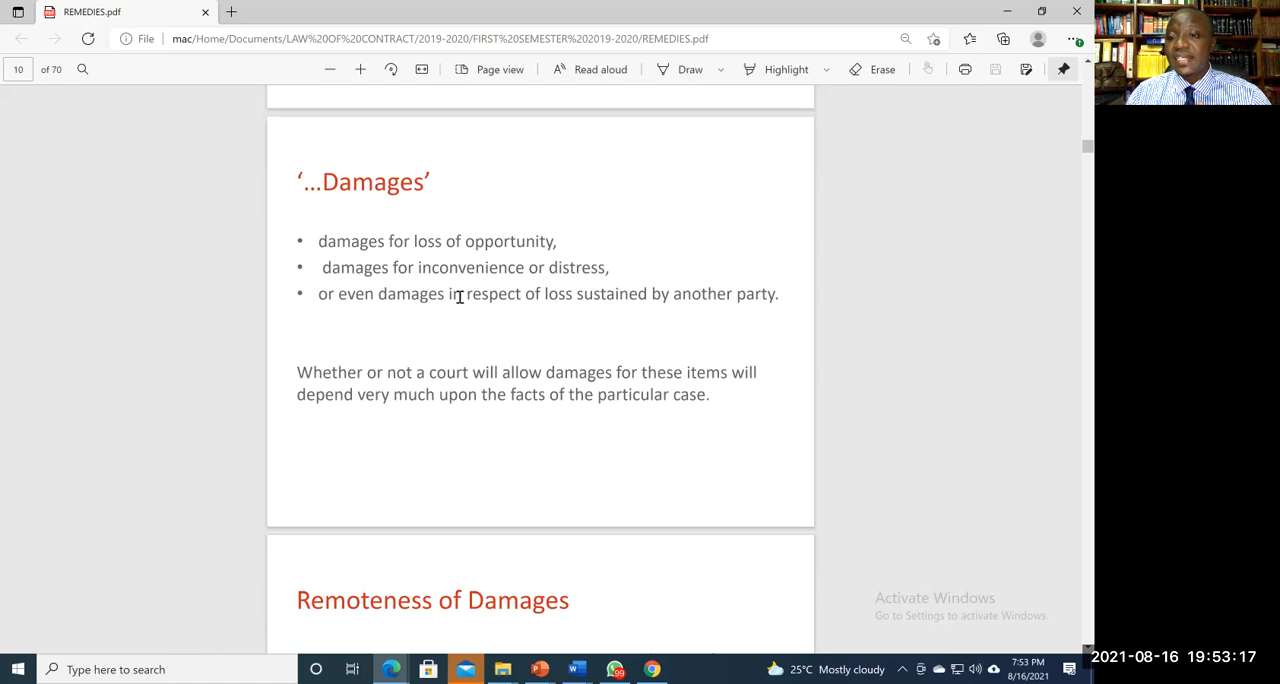 REMEDIES.pdf
File
mac/Home/Documents/LAW%20OF%20CONTRACT/2019-2020/FIRST%20SEMESTER%202019-2020/REMEDIES.pdf
10 of 70
Page view
Read aloud
Draw
Highlight
Erase
‘...Damages’
• damages for loss of opportunity,
• damages for inconvenience or distress,
• or even damages in respect of loss sustained by another party.
Whether or not a court will allow damages for these items will
depend very much upon the facts of the particular case.
Remoteness of Damages
Activate Windows
Go to Settings to activate Windows.
Type here to search
99
25°C Mostly cloudy
7:53 PM
8/16/2021
2021-08-16 19:53:17